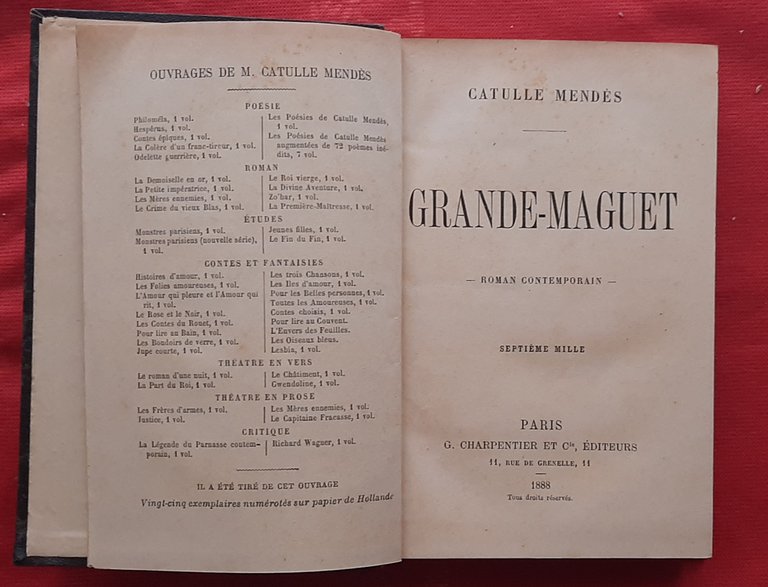 OUVRAGES DE M. CATULLE MENDÈS
POÉSIE
Philoméla, 1 vol.
Hespérus, 1 vol.
Contes épiques, 1 vol.
La Colère d'un franc-tireur, 1 vol.
Odelette guerrière, 1 vol.
Les Poésies de Catulle Mendès,
1 vol.
Les Poésies de Catulle Mendès
augmentées de 72 poèmes iné-
dits, 7 vol.
ROMAN
La Demoiselle en or, 1 vol.
La Petite impératrice, 1 vol.
Les Mères ennemies, 1 vol.
Le Crime du vieux Blas, 1 vol.
Le Roi vierge, 1 vol.
La Divine Aventure, 1 vol.
Zo'har, 1 vol.
La Première-Maîtresse, 1 vol.
ÉTUDES
Monstres parisiens, 1 vol.
Monstres parisiens (nouvelle série),
1 vol.
Jeunes filles, 1 vol.
Le Fin du Fin, 1 vol.
CONTES ET FANTAISIES
Histoires d'amour, 1 vol.
Les Folies amoureuses, 1 vol.
L'Amour qui pleure et l'Amour qui
rit, 1 vol.
Le Rose et le Noir, 1 vol.
Les Contes du Rouet, 1 vol.
Pour lire au Bain, 1 vol.
Les Boudoirs de verre, 1 vol.
Jupe courte, 1 vol.
Les trois Chansons, 1 vol.
Les Iles d'amour, 1 vol.
Pour les Belles personnes, 1 vol.
Toutes les Amoureuses, 1 vol.
Contes choisis, 1 vol.
Pour lire au Couvent.
L'Envers des Feuilles.
Les Oiseaux bleus.
Lesbia, 1 vol.
THÉATRE EN VERS
Le roman d'une nuit, 1 vol.
La Part du Roi, 1 vol.
Le Châtiment, 1 vol.
Gwendoline, 1 vol.
THÉATRE EN PROSE
Les Frères d'armes, 1 vol.
Justice, 1 vol.
Les Mères ennemies, 1 vol.
Le Capitaine Fracasse, 1 vol.
CRITIQUE
La Légende du Parnasse contem-
porain, 1 vol.
Richard Wagner, 1 vol.
IL A ÉTÉ TIRÉ DE CET OUVRAGE
Vingt-cinq exemplaires numérotés sur papier de Hollande
CATULLE MENDÈS
GRANDE-MAGUET
— ROMAN CONTEMPORAIN —
SEPTIÈME MILLE
PARIS
G. CHARPENTIER ET Cie, ÉDITEURS
11, RUE DE GRENELLE, 11
1888
Tous droits réservés.